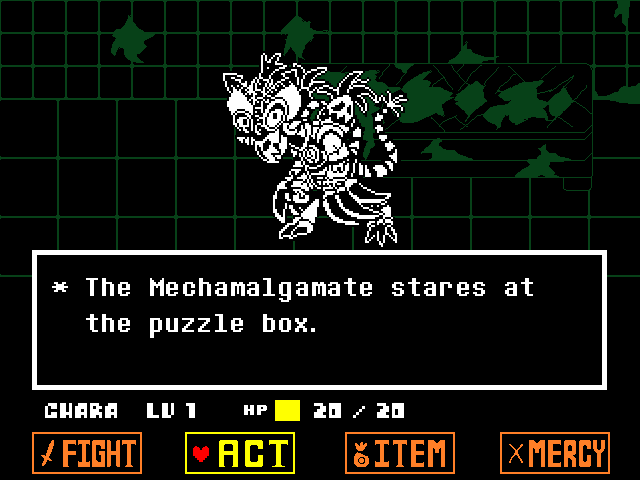 * The Mechamalgamate stares at
the puzzle box.
CHARA LV 1 HP 20 / 20
FIGHT ACT ITEM MERCY